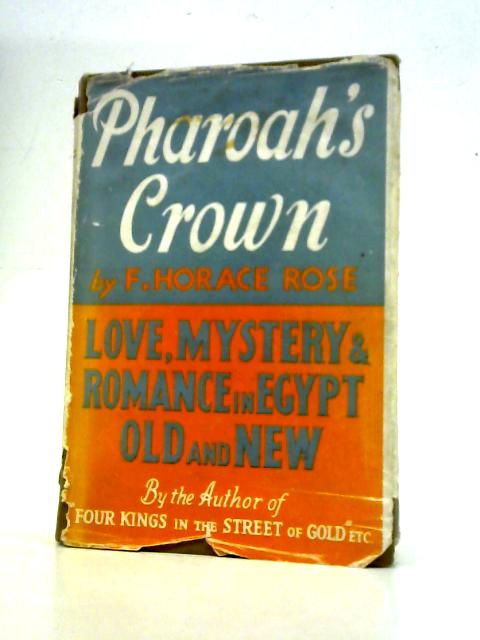 Pharoah's
Crown
by F. HORACE ROSE
LOVE, MYSTERY &
ROMANCE IN EGYPT
OLD AND NEW
By the Author of
"FOUR KINGS IN THE STREET OF GOLD" ETC.